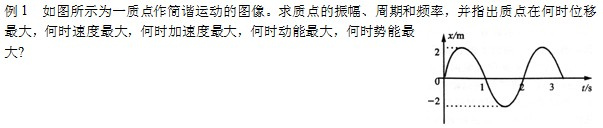 例 1 如图所示为一质点作简谐运动的图像。求质点的振幅、周期和频率，并指出质点在何时位移
最大，何时速度最大，何时加速度最大，何时动能最大，何时势能最
大?
x/m
2
0
1
2
3
t/s
-2